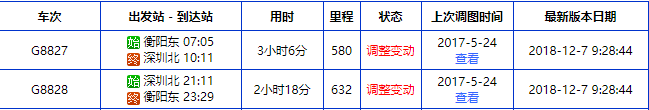 车次 出发站 - 到达站 用时 里程 状态 上次调图时间 最新版本日期
G8827 始 衡阳东 07:05 3小时6分 580 调整变动 2017-5-24 2018-12-7 9:28:44
终 深圳北 10:11 查看
G8828 始 深圳北 21:11 2小时18分 632 调整变动 2017-5-24 2018-12-7 9:28:44
终 衡阳东 23:29 查看